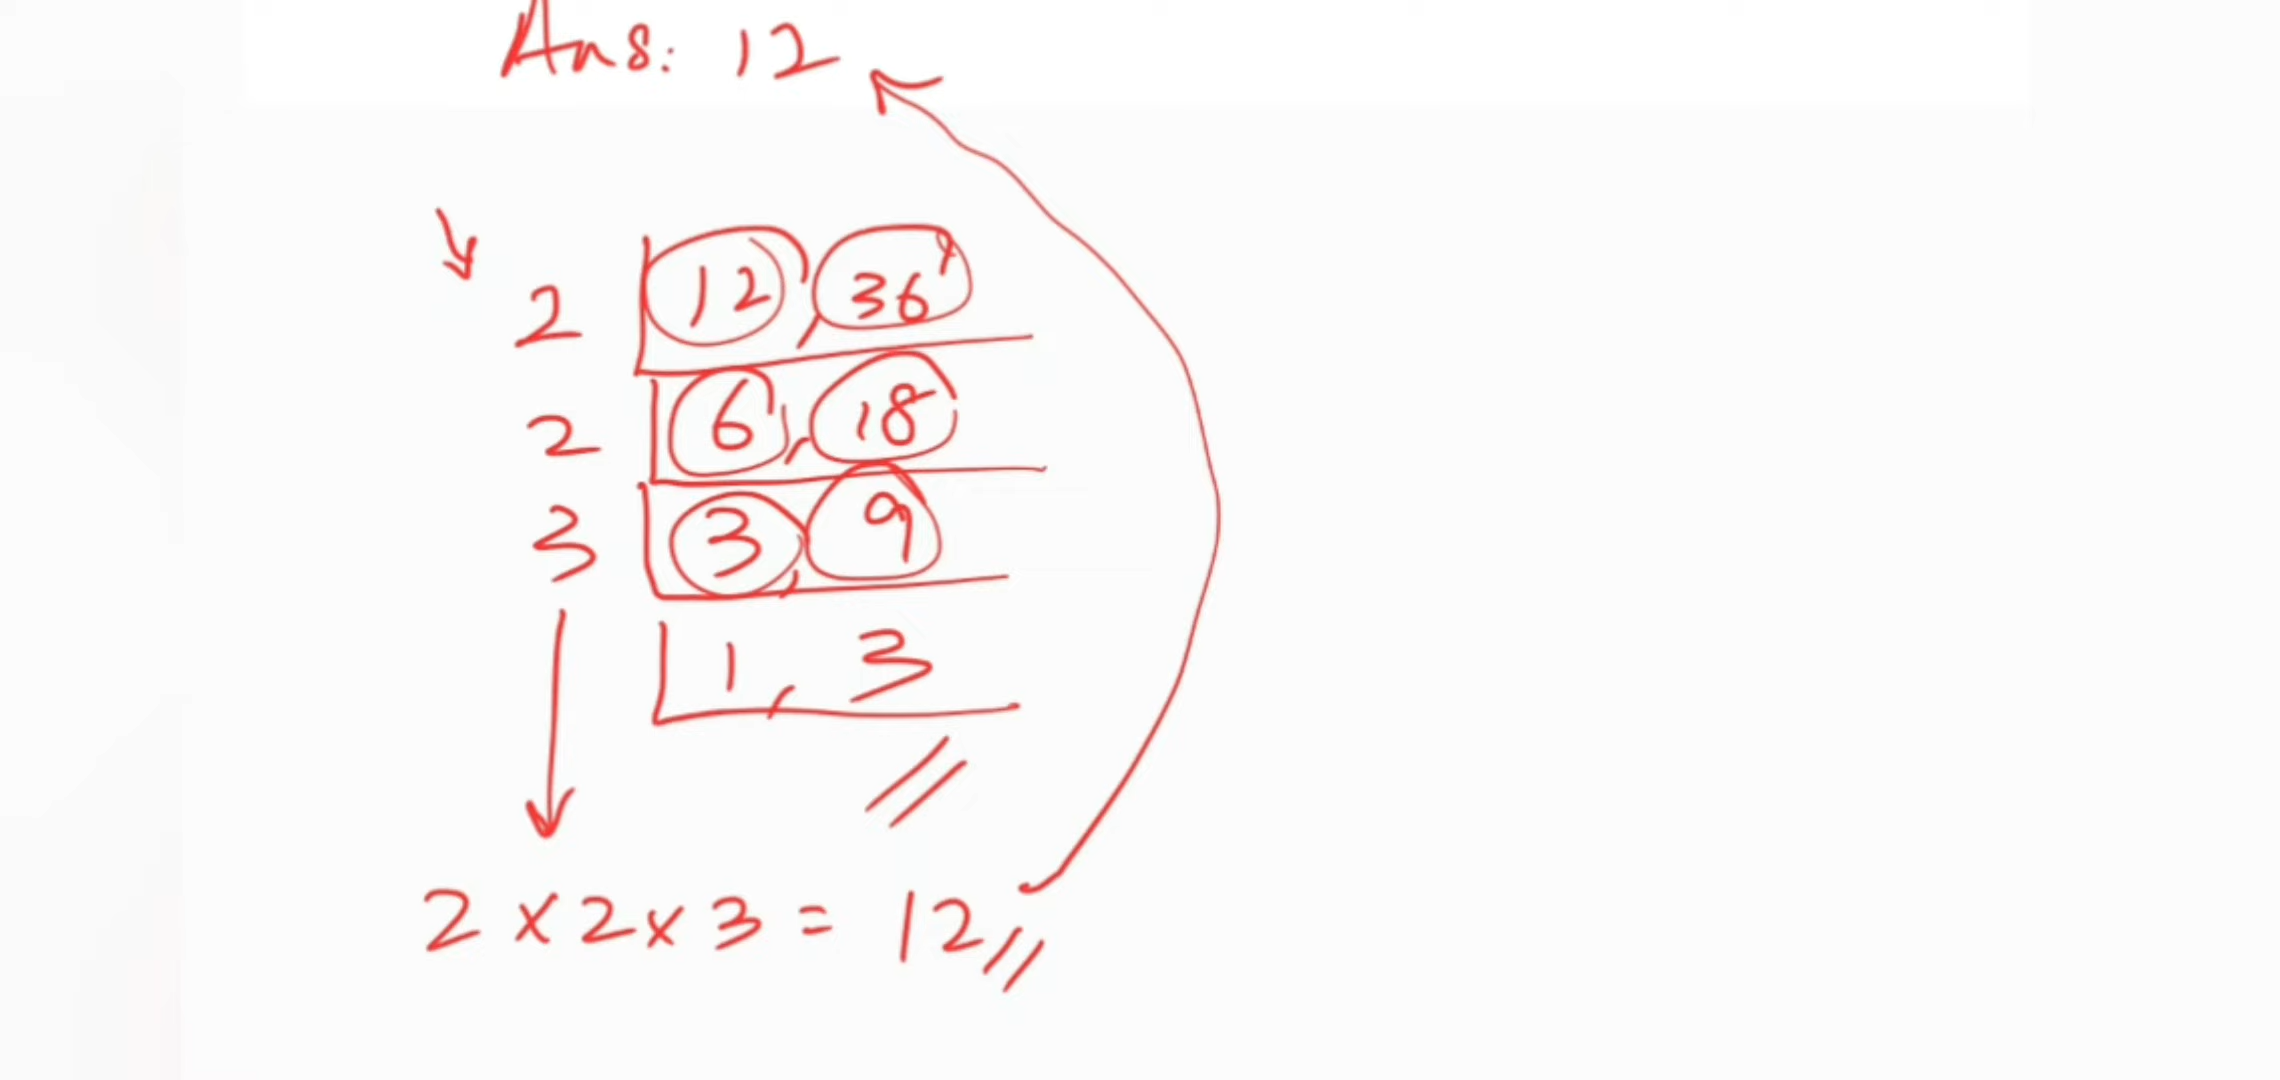 Ans: 12
2 12, 36
2 6, 18
3 3, 9
1, 3
2 × 2 × 3 = 12